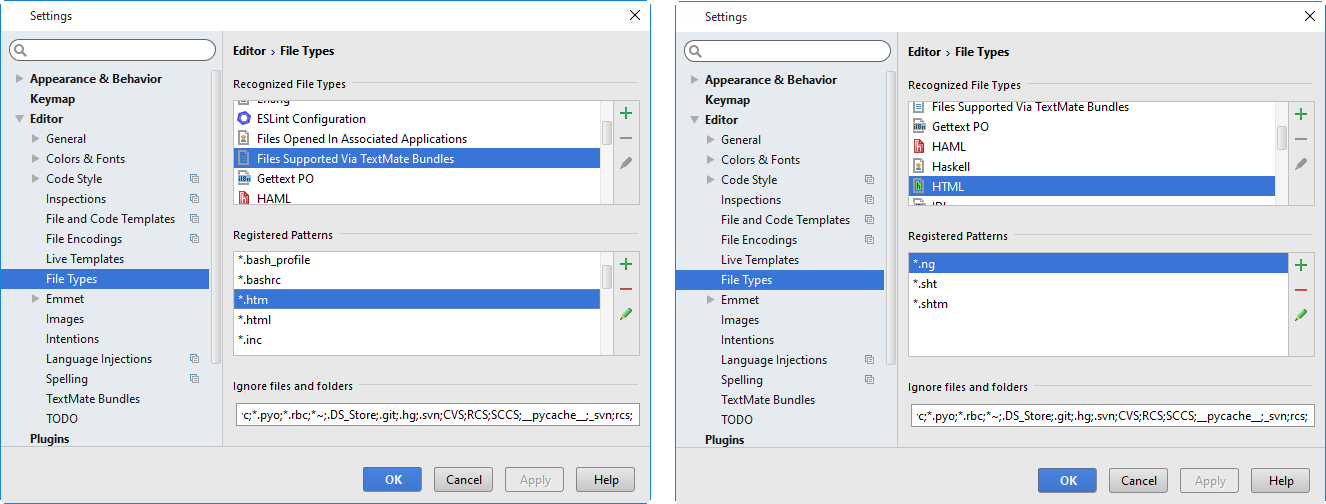 Settings
Editor › File Types
Appearance & Behavior
Keymap
Editor
General
Colors & Fonts
Code Style
Inspections
File and Code Templates
File Encodings
Live Templates
File Types
Emmet
Images
Intentions
Language Injections
Spelling
TextMate Bundles
TODO
Plugins
Recognized File Types
ESLint Configuration
Files Opened In Associated Applications
Files Supported Via TextMate Bundles
Gettext PO
HAML
Registered Patterns
*.bash_profile
*.bashrc
*.htm
*.html
*.inc
Ignore files and folders
c;*.pyo;*.rbc;*~;.DS_Store;.git;.hg;.svn;CVS;RCS;SCCS;__pycache__;_svn;rcs;
OK
Cancel
Apply
Help
Settings
Editor › File Types
Appearance & Behavior
Keymap
Editor
General
Colors & Fonts
Code Style
Inspections
File and Code Templates
File Encodings
Live Templates
File Types
Emmet
Images
Intentions
Language Injections
Spelling
TextMate Bundles
TODO
Plugins
Recognized File Types
Files Supported Via TextMate Bundles
Gettext PO
HAML
Haskell
HTML
Registered Patterns
*.ng
*.sht
*.shtm
Ignore files and folders
c;*.pyo;*.rbc;*~;.DS_Store;.git;.hg;.svn;CVS;RCS;SCCS;__pycache__;_svn;rcs;
OK
Cancel
Apply
Help